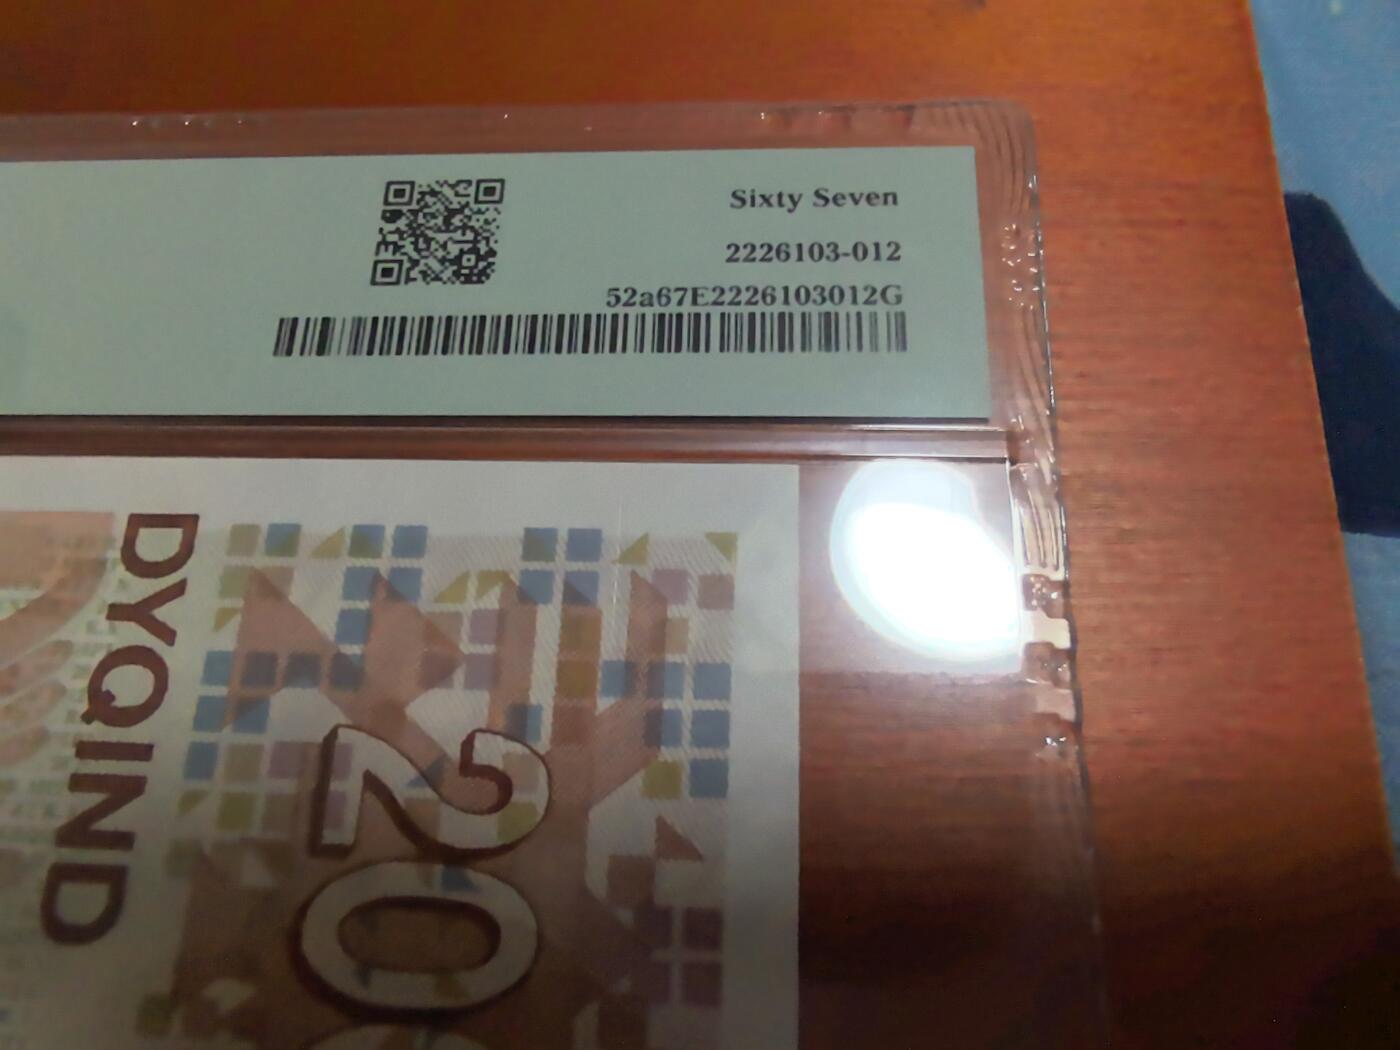 Sixty Seven
2226103-012
52a67E2226103012G
DYQIND
20